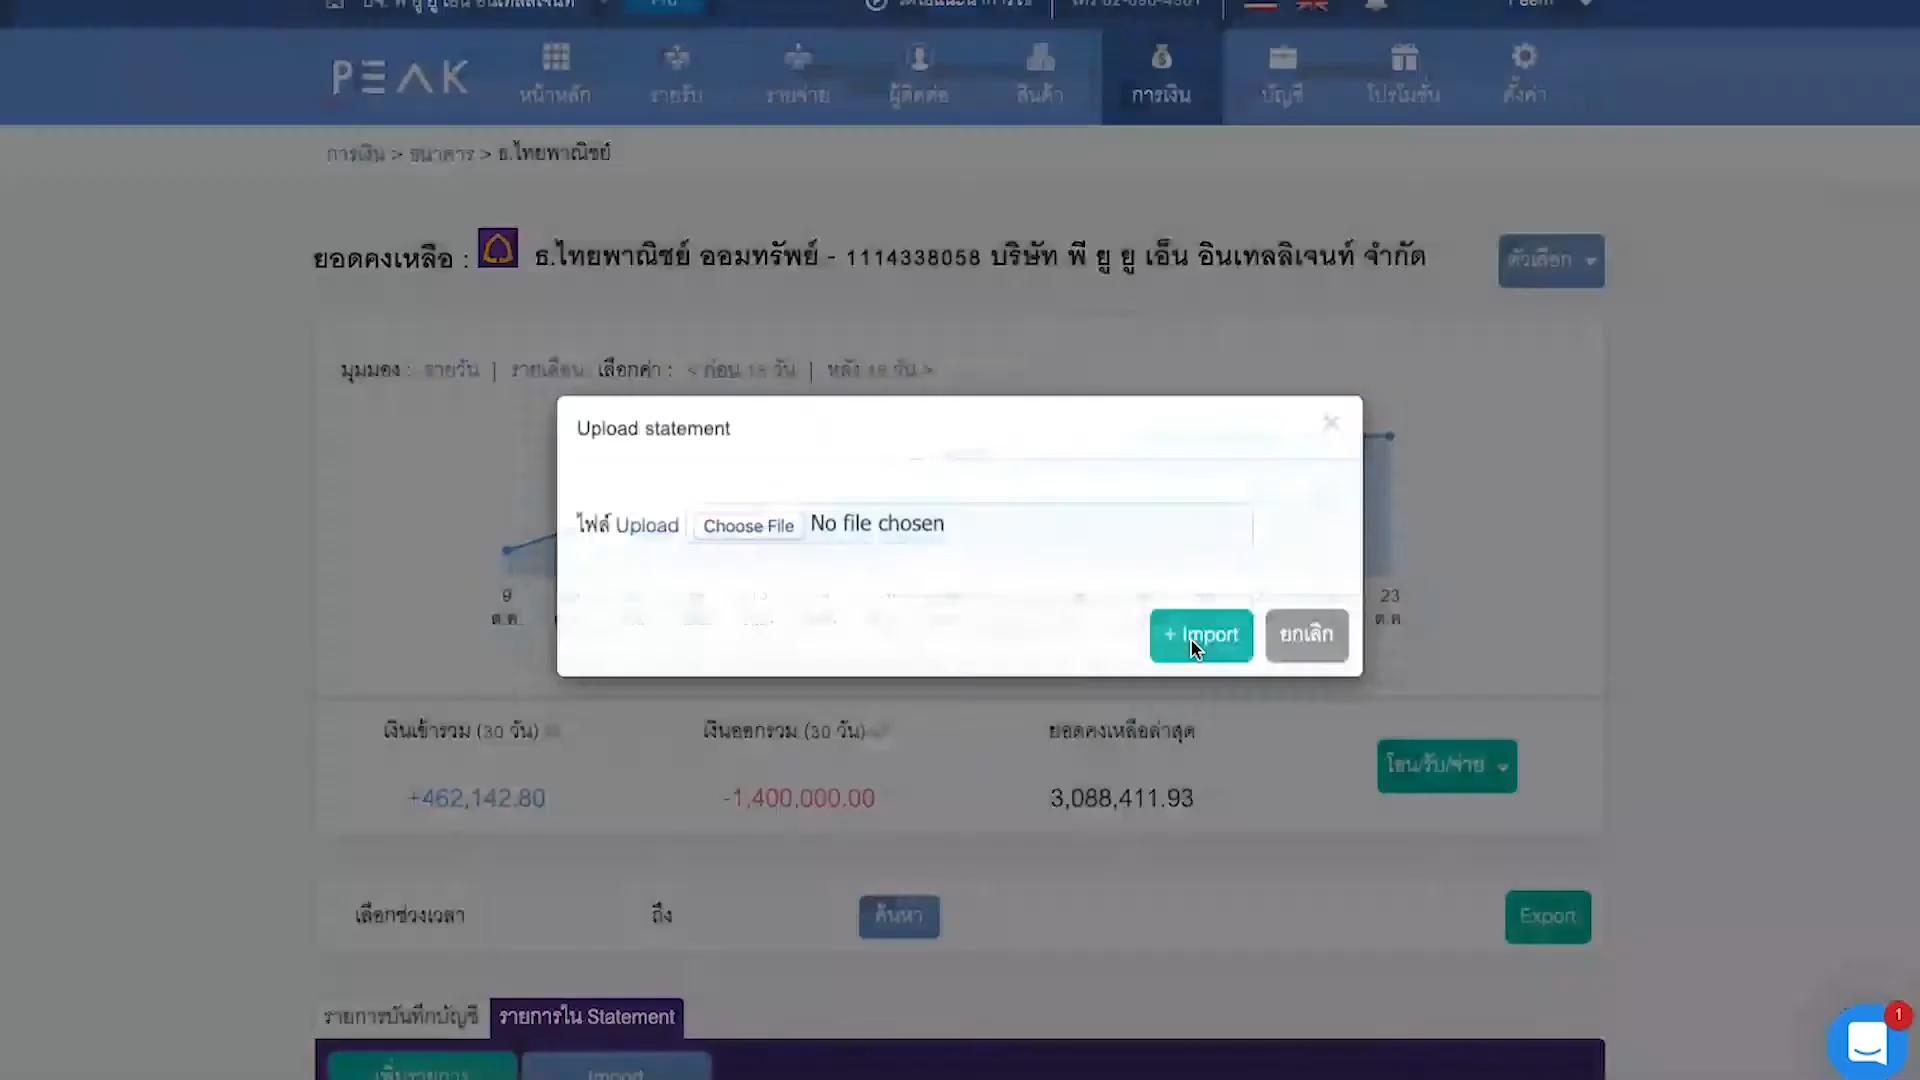 PEAK
หน้าหลัก
รายรับ
รายจ่าย
ผู้ติดต่อ
สินค้า
การเงิน
บัญชี
โปรโมชั่น
ตั้งค่า
การเงิน > ธนาคาร > ธ.ไทยพาณิชย์
ยอดคงเหลือ : ธ.ไทยพาณิชย์ ออมทรัพย์ - 1114338058 บริษัท พี ยู ยู เอ็น อินเทลลิเจนท์ จำกัด
ตัวเลือก
มุมมอง : รายวัน | รายเดือน เลือกค่า : < ก่อน 15 วัน | หลัง 15 วัน >
Upload statement
ไฟล์ Upload Choose File No file chosen
9 ต.ค.
23 ต.ค.
+ Import
ยกเลิก
เงินเข้ารวม (30 วัน)
เงินออกรวม (30 วัน)
ยอดคงเหลือล่าสุด
โอน/รับ/จ่าย
+462,142.80
-1,400,000.00
3,088,411.93
เลือกช่วงเวลา
ถึง
ค้นหา
Export
รายการบันทึกบัญชี
รายการใน Statement
เพิ่มรายการ
Import
1